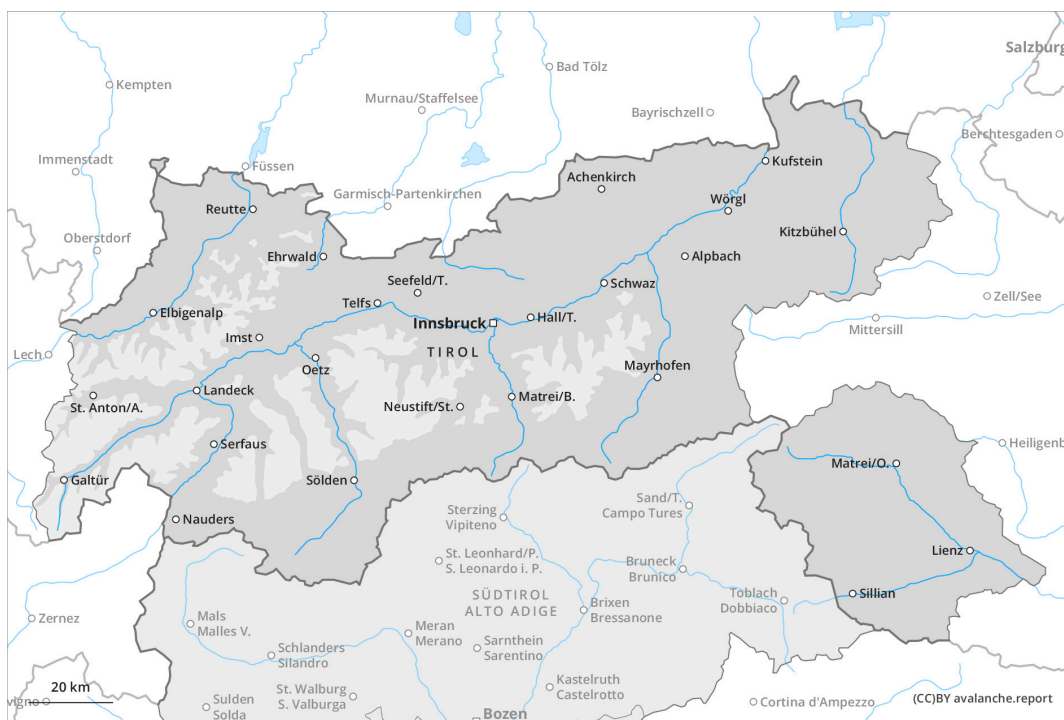 Salzburg
Kempten
Bad Tölz
Murnau/Staffelsee
Bayrischzell
Berchtesgaden
Immenstadt
Füssen
Kufstein
Achenkirch
Garmisch-Partenkirchen
Reutte
Wörgl
Oberstdorf
Kitzbühel
Ehrwald
Alpbach
Seefeld/T.
Schwaz
Zell/See
Telfs
Elbigenalp
Innsbruck
Hall/T.
Mittersill
Imst
TIROL
Lech
Oetz
Mayrhofen
Landeck
St. Anton/A.
Neustift/St.
Matrei/B.
Serfaus
Heiligenb
Matrei/O.
Galtür
Sölden
Sand/T.
Campo Tures
Sterzing
Vipiteno
Nauders
St. Leonhard/P.
S. Leonardo i. P.
Lienz
Bruneck
Brunico
SÜDTIROL
ALTO ADIGE
Toblach
Dobbiaco
Sillian
Brixen
Bressanone
Zernez
Mals
Malles V.
Meran
Merano
Sarnthein
Sarentino
Schlanders
Silandro
20 km
vigno
St. Walburg
S. Valburga
Kastelruth
Castelrotto
Sulden
Solda
Cortina d'Ampezzo
(CC)BY avalanche.report
Bozen